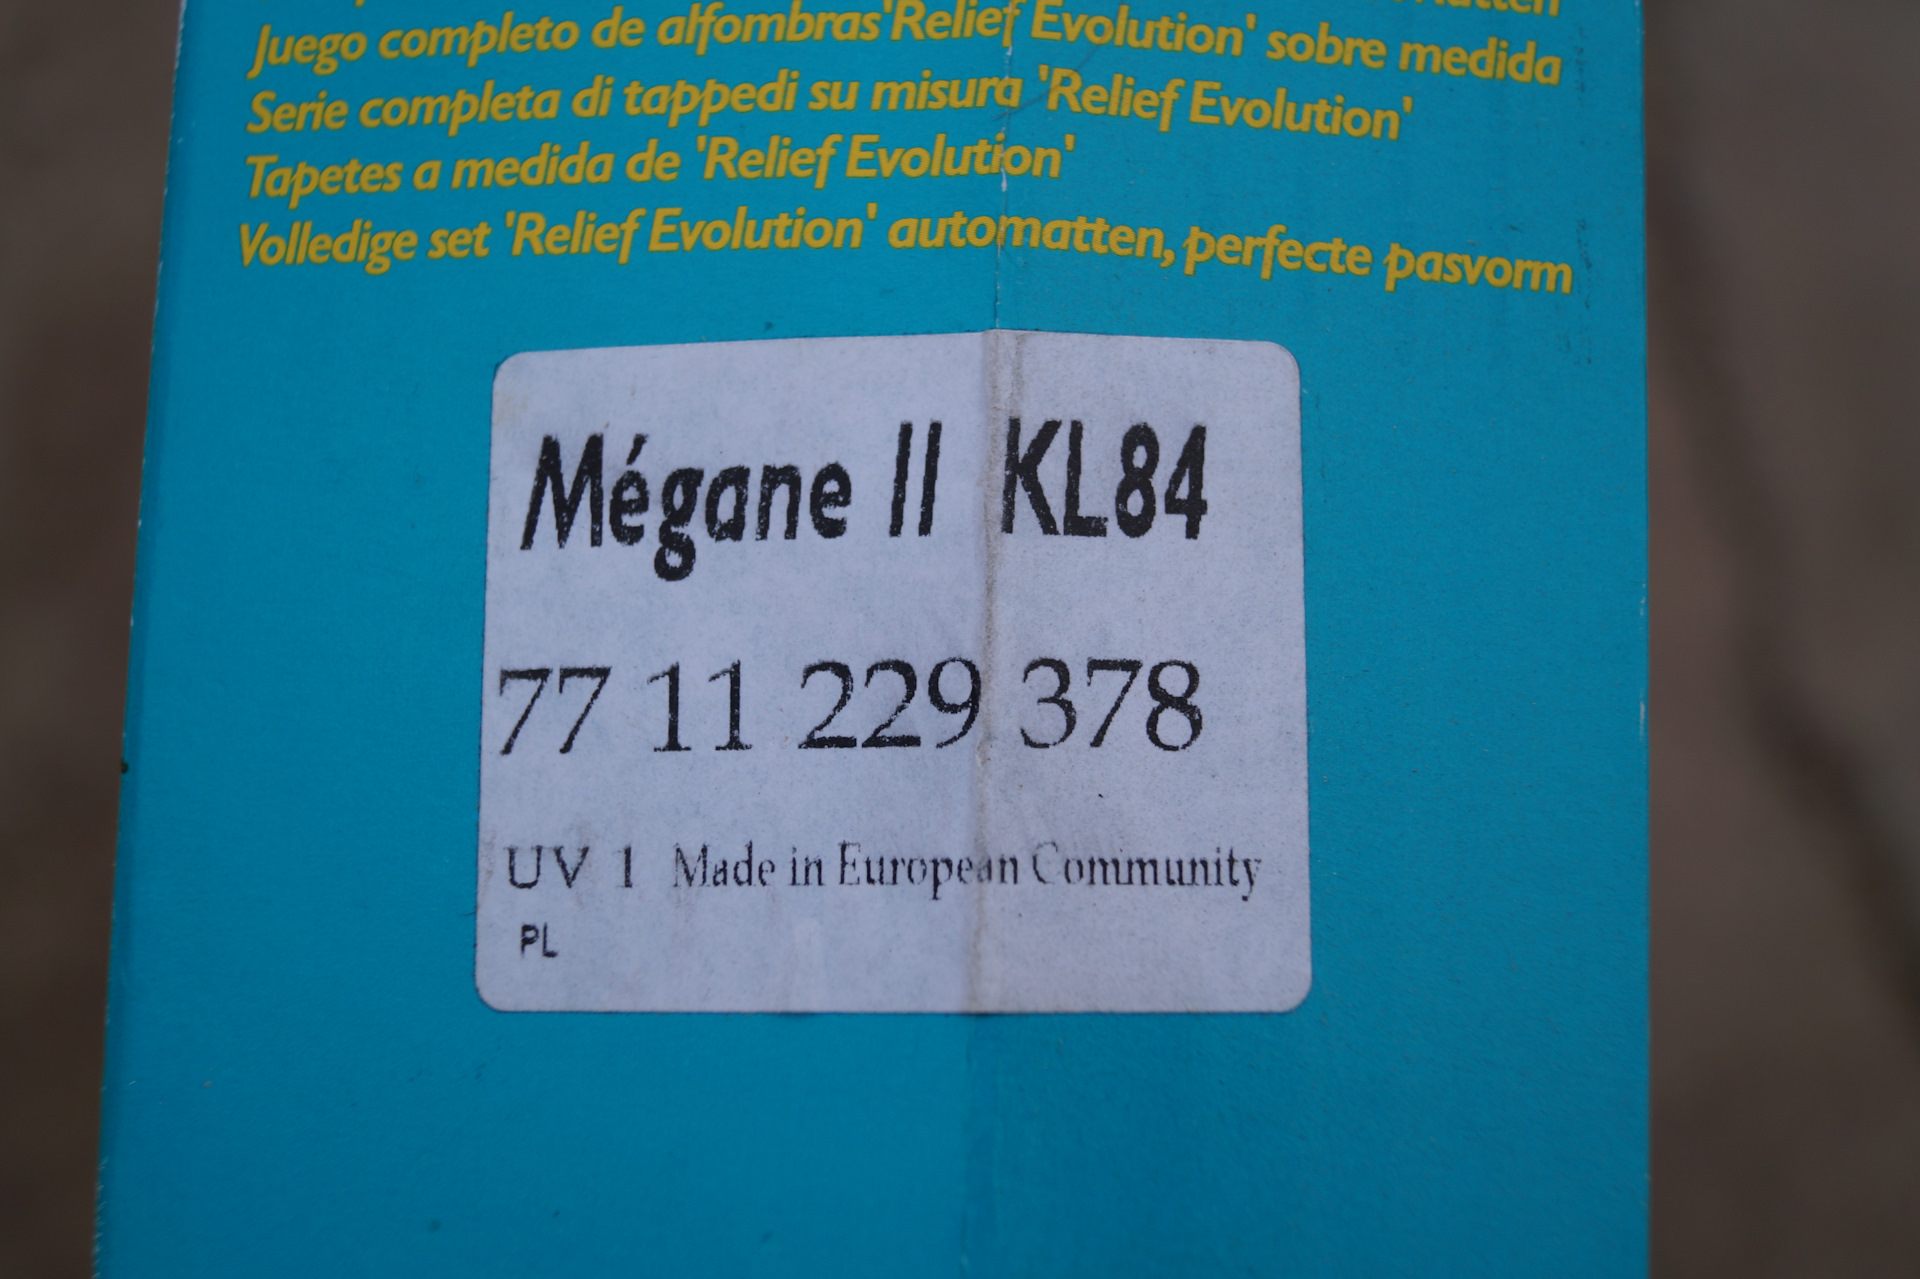 Matten
Juego completo de alfombras'Relief Evolution' sobre medida
Serie completa di tappedi su misura 'Relief Evolution'
Tapetes a medida de 'Relief Evolution'
Volledige set 'Relief Evolution' automatten, perfecte pasvorm
Mégane II KL84
77 11 229 378
UV 1 Made in European Community
PL